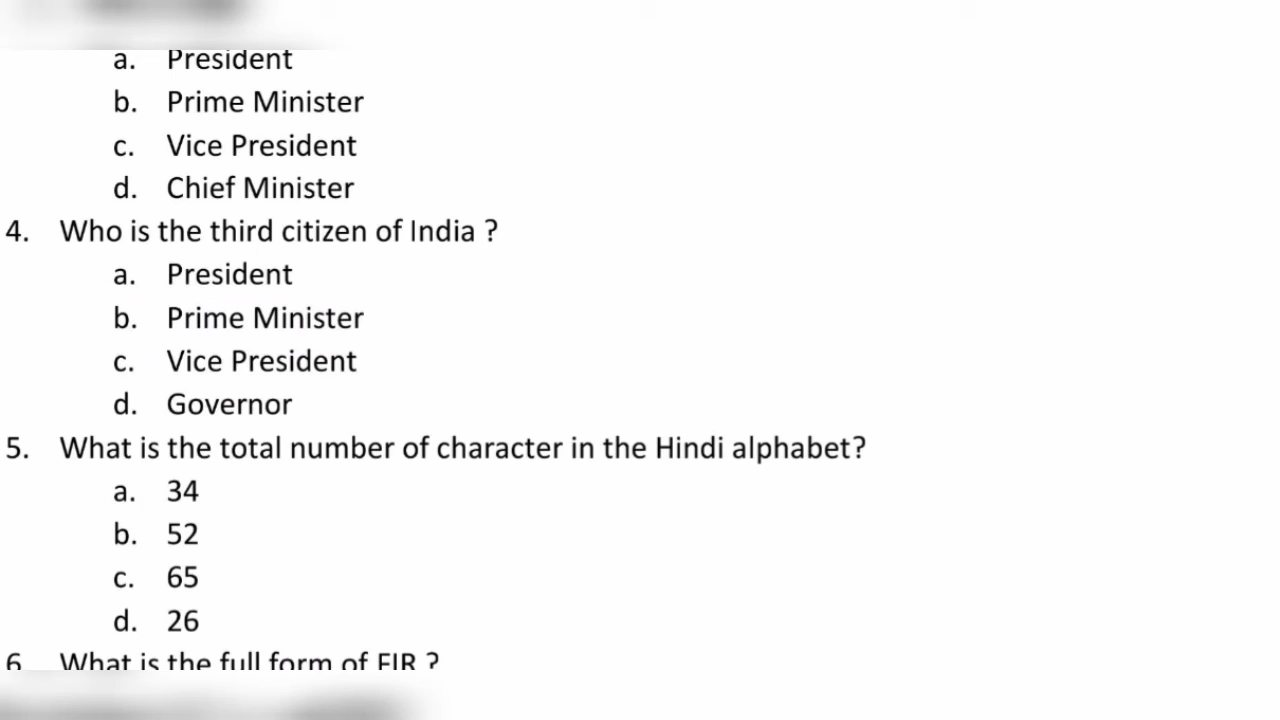 a. President
b. Prime Minister
c. Vice President
d. Chief Minister
4. Who is the third citizen of India ?
a. President
b. Prime Minister
c. Vice President
d. Governor
5. What is the total number of character in the Hindi alphabet?
a. 34
b. 52
c. 65
d. 26
6. What is the full form of FIR ?